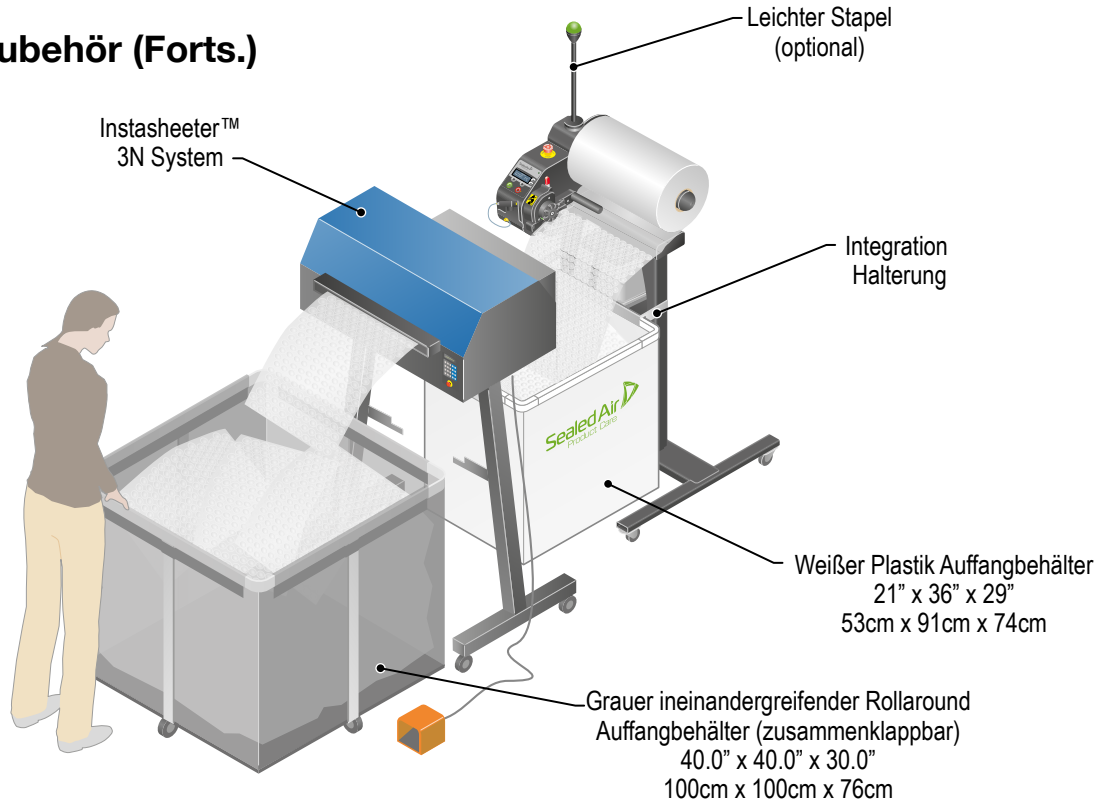 ubehör (Forts.)
Leichter Stapel
(optional)
Instasheeter™
3N System
Integration
Halterung
Sealed Air
Product Care
Weißer Plastik Auffangbehälter
21” x 36” x 29”
53cm x 91cm x 74cm
Grauer ineinandergreifender Rollaround
Auffangbehälter (zusammenklappbar)
40.0” x 40.0” x 30.0”
100cm x 100cm x 76cm